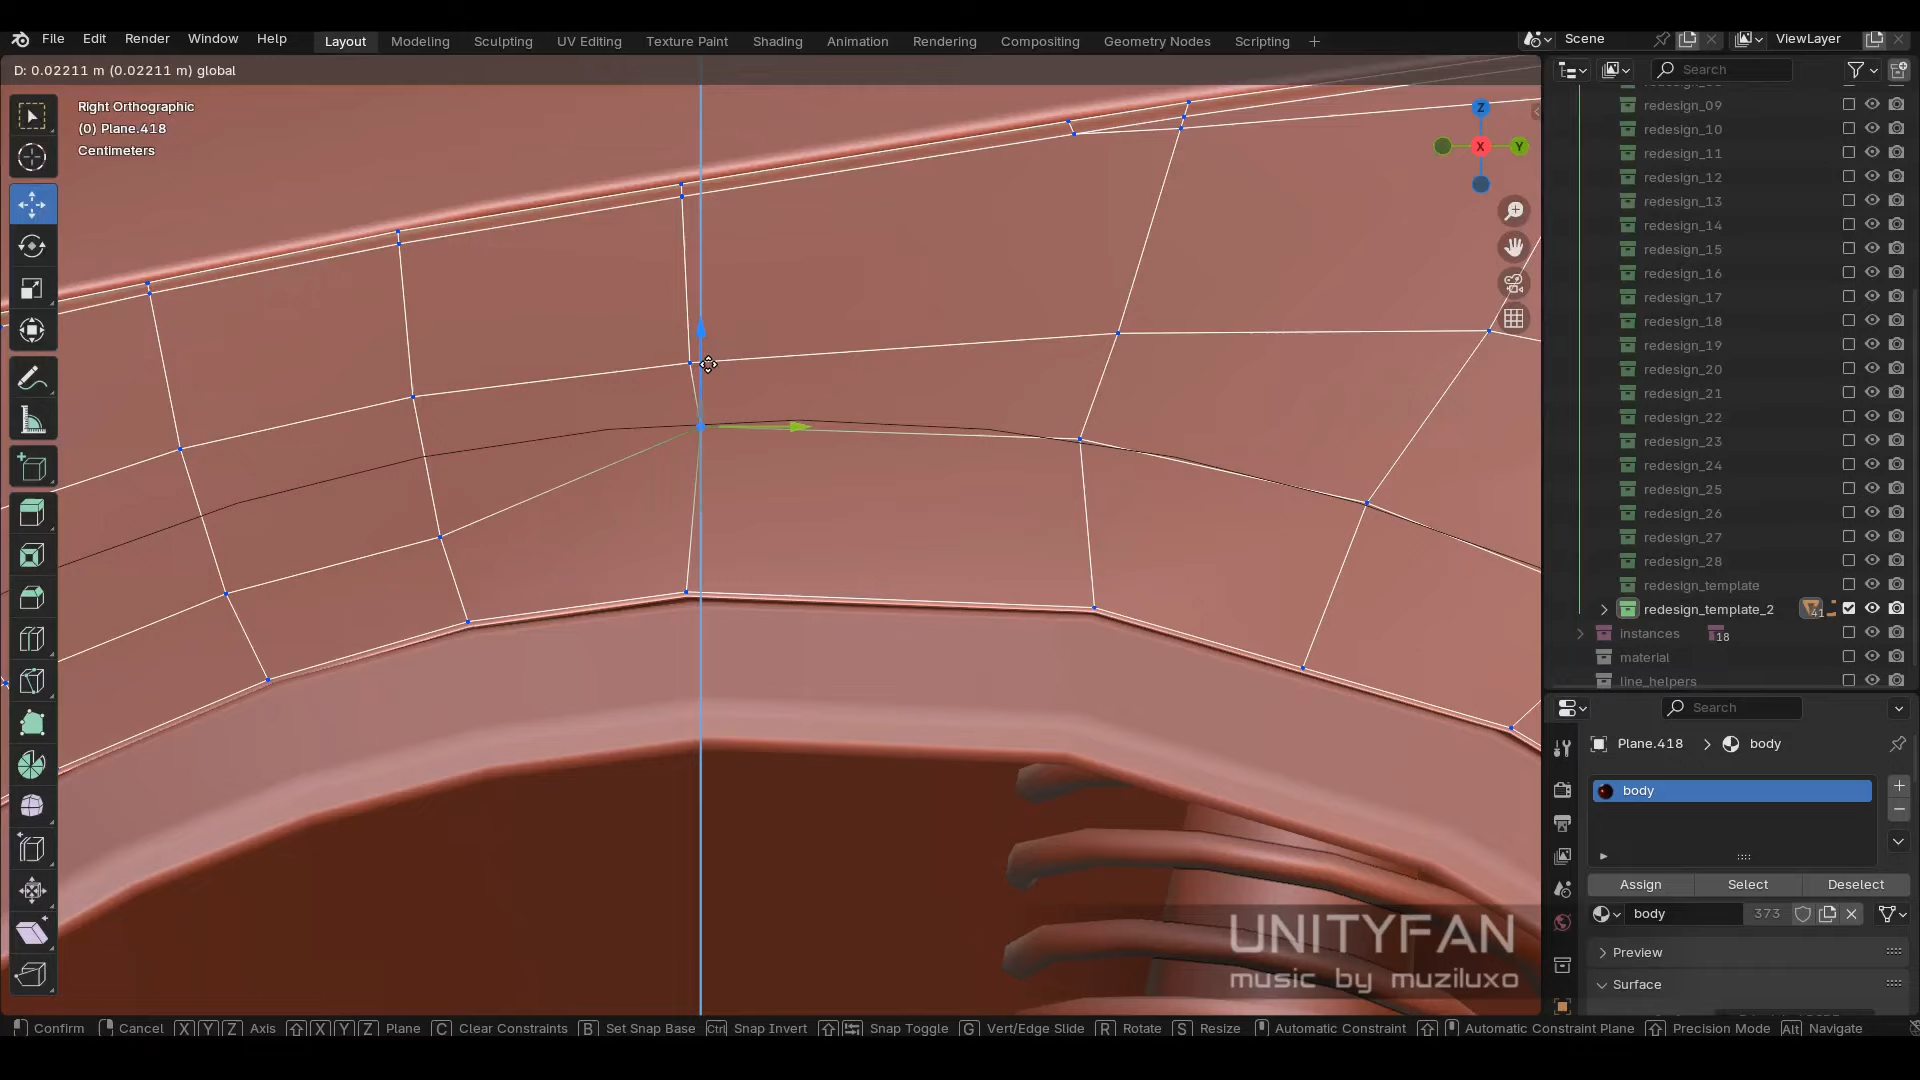 File Edit Render Window Help Layout Modeling Sculpting UV Editing Texture Paint Shading Animation Rendering Compositing Geometry Nodes Scripting + Scene ViewLayer
D: 0.02211 m (0.02211 m) global
Search
Right Orthographic
(0) Plane.418
Centimeters
Z
X
Y
redesign_09
redesign_10
redesign_11
redesign_12
redesign_13
redesign_14
redesign_15
redesign_16
redesign_17
redesign_18
redesign_19
redesign_20
redesign_21
redesign_22
redesign_23
redesign_24
redesign_25
redesign_26
redesign_27
redesign_28
redesign_template
redesign_template_2 41
instances 18
material
line_helpers
Search
Plane.418 > body
body
Assign Select Deselect
body 373
Preview
Surface
UNITYFAN
music by muziluxo
Confirm Cancel X Y Z Axis X Y Z Plane C Clear Constraints B Set Snap Base Ctrl Snap Invert Snap Toggle G Vert/Edge Slide R Rotate S Resize Automatic Constraint Automatic Constraint Plane Precision Mode Alt Navigate